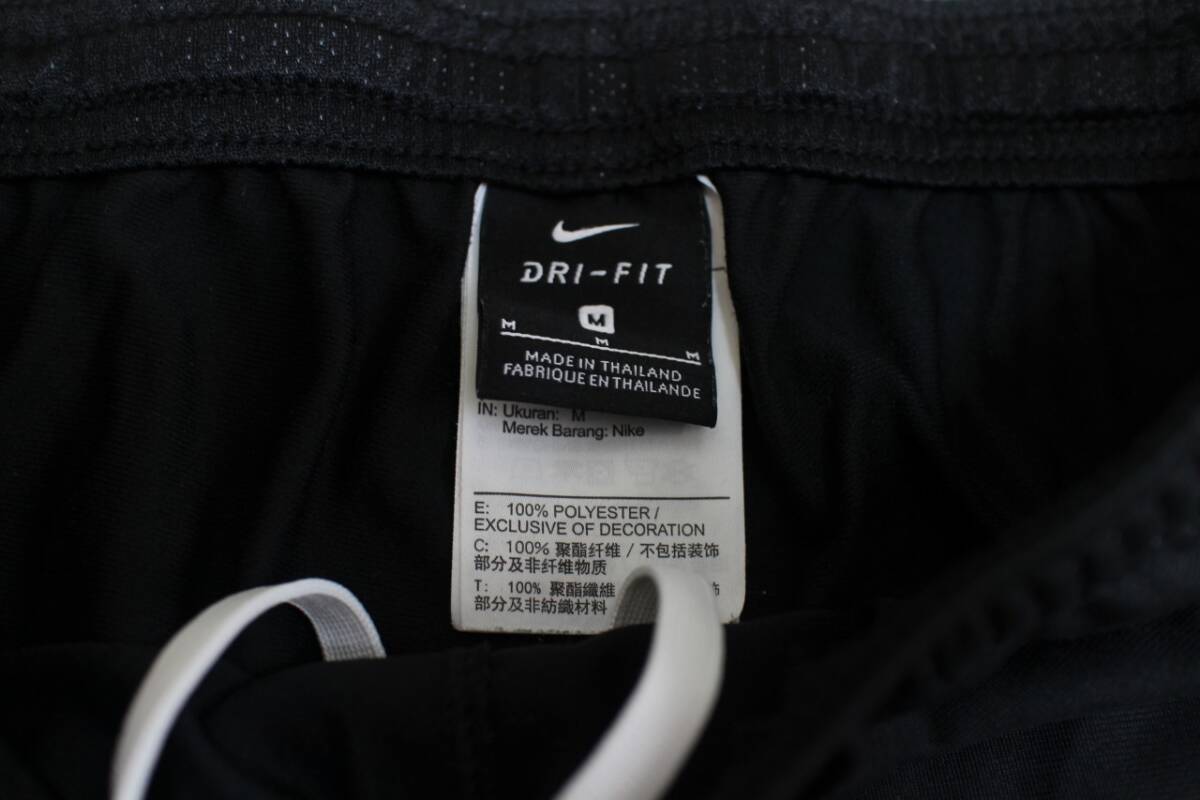 DRI-FIT
M
M M M
MADE IN THAILAND
FABRIQUE EN THAILANDE
IN: Ukuran: M
Merek Barang: Nike
E: 100% POLYESTER /
EXCLUSIVE OF DECORATION
C: 100% 聚酯纤维 / 不包括装饰
部分及非纤维物质
T: 100% 聚酯纖維 飾
部分及非紡織材料